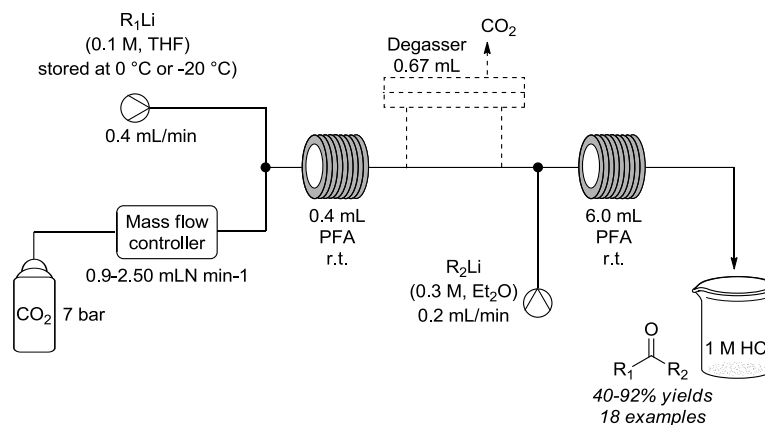 R1Li
(0.1 M, THF)
stored at 0 °C or -20 °C)
0.4 mL/min
CO2
Degasser
0.67 mL
Mass flow
controller
0.9-2.50 mLN min-1
CO2
7 bar
0.4 mL
PFA
r.t.
R2Li
(0.3 M, Et2O)
0.2 mL/min
6.0 mL
PFA
r.t.
1 M HC
O
R1 R2
40-92% yields
18 examples